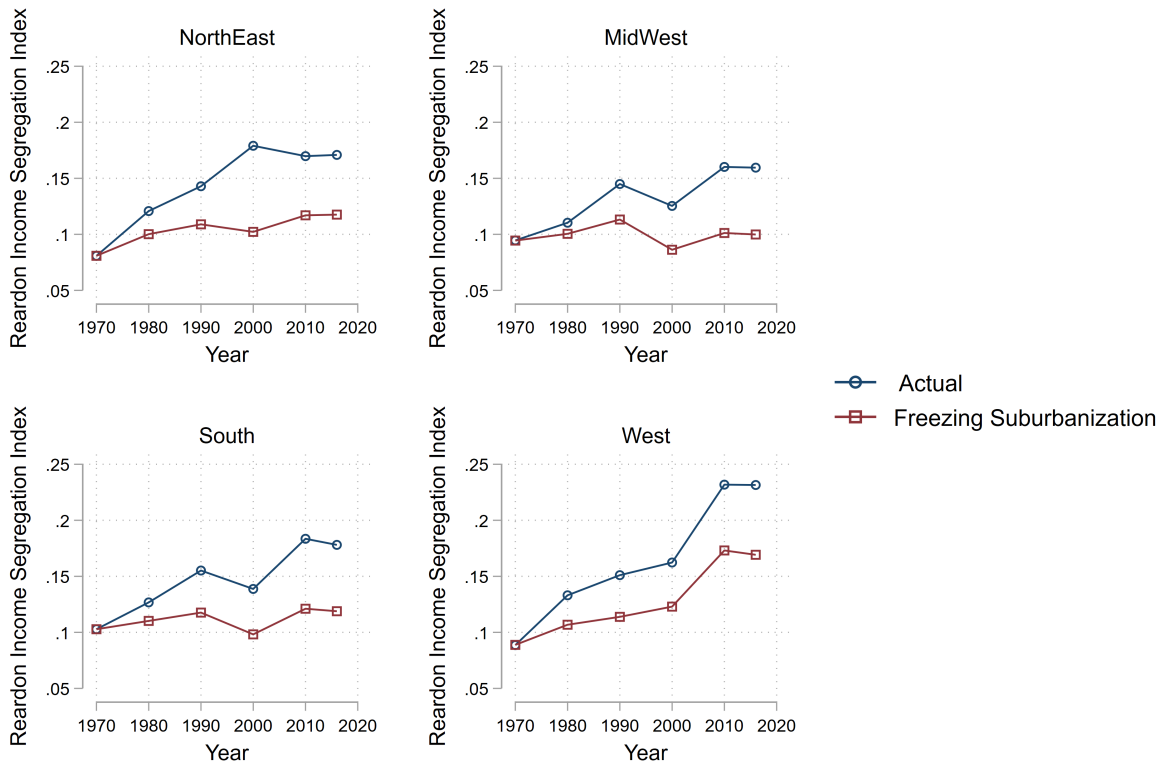 NorthEast
Reardon Income Segregation Index
.25
.2
.15
.1
.05
1970 1980 1990 2000 2010 2020
Year
MidWest
Reardon Income Segregation Index
.25
.2
.15
.1
.05
1970 1980 1990 2000 2010 2020
Year
South
Reardon Income Segregation Index
.25
.2
.15
.1
.05
1970 1980 1990 2000 2010 2020
Year
West
Reardon Income Segregation Index
.25
.2
.15
.1
.05
1970 1980 1990 2000 2010 2020
Year
Actual
Freezing Suburbanization